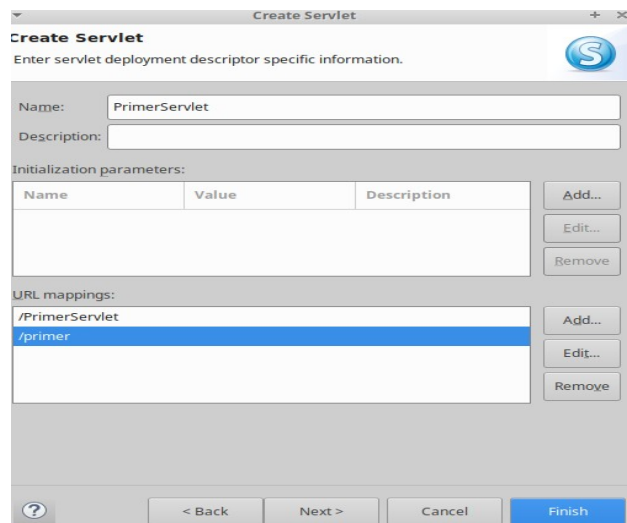 Create Servlet
Create Servlet
Enter servlet deployment descriptor specific information.
S
Name: PrimerServlet
Description:
Initialization parameters:
Name Value Description
Add...
Edit...
Remove
URL mappings:
/PrimerServlet
/primer
Add...
Edit...
Remove
? < Back Next > Cancel Finish